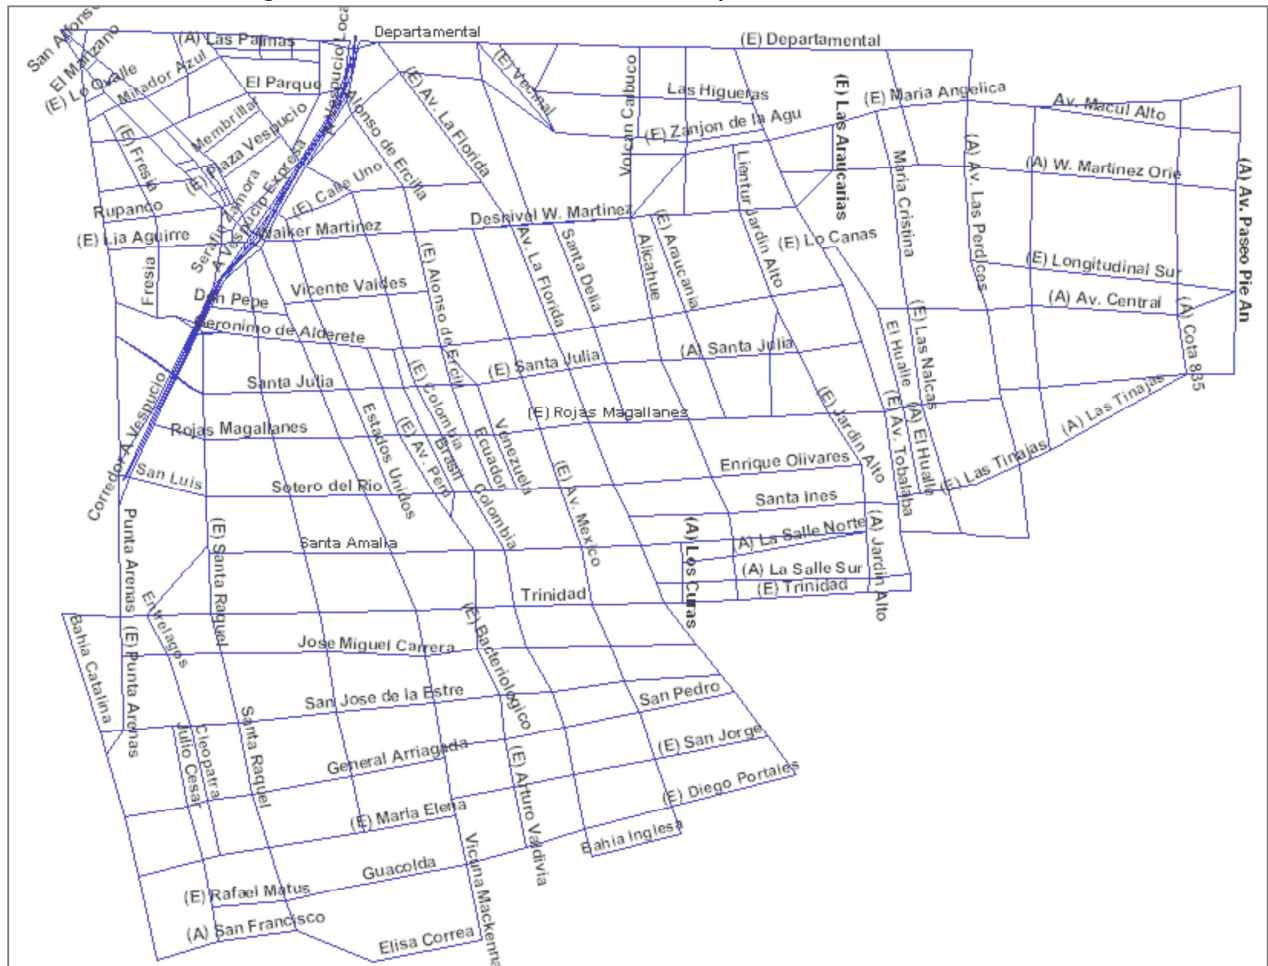 San Alfonso
El Manzano
(E) Lo Ovalle
(A) Las Palmas
Mirador Azul
El Parque
Departamental
(E) Departamental
A Vespucio Loca
(E) Vecinal
(E) Av. La Florida
Volcan Calbuco
Las Higueras
(E) Las Araucarias
(E) Maria Angelica
Av. Macul Alto
(E) Zanjon de la Agu
Membrillar
(E) Plaza Vespucio
Alonso de Ercilla
(E) Fresia
Rupanco
(E) Lia Aguirre
Fresia
Serafin Zamora
A Vespucio Expresa
(E) Calle Uno
Walker Martinez
Desnivel W. Martinez
Lientur
Jardin Alto
Maria Cristina
(A) Av. Las Perdices
(A) W. Martinez Orie
(A) Av. Paseo Pie An
(E) Lo Canas
(E) Longitudinal Sur
(A) Av. Central
(A) Cota 835
Don Pepe
Vicente Valdes
Geronimo de Alderete
(E) Alonso de Ercill
Av. La Florida
Santa Delia
Alicahue
(E) Araucania
Santa Julia
(E) Santa Julia
(A) Santa Julia
El Hualle
(E) Las Nalcas
(A) El Hualle
(E) Av. Tobalaba
(E) Jardin Alto
(A) Las Tinajas
(E) Las Tinajas
Corredor A. Vespucio
Rojas Magallanes
(E) Rojas Magallanes
Estados Unidos
(E) Colombia
(E) Av. Peru
Brasil
Ecuador
Venezuela
Colombia
San Luis
Sotero del Rio
Enrique Olivares
Santa Ines
(E) Av. Mexico
Punta Arenas
(E) Santa Raquel
Santa Amalia
(A) Los Curas
(A) La Salle Norte
(A) La Salle Sur
(E) Trinidad
(A) Jardin Alto
Trinidad
Bahia Catalina
(E) Punta Arenas
Entrelagos
Jose Miguel Carrera
(E) Bacteriologico
San Jose de la Estre
San Pedro
Julio Cesar
Cleopatra
Santa Raquel
General Arriagada
(E) San Jorge
(E) Arturo Valdivia
(E) Diego Portales
(E) Maria Elena
Bahia Inglesa
Vicuna Mackenna
Guacolda
(E) Rafael Matus
(A) San Francisco
Elisa Correa